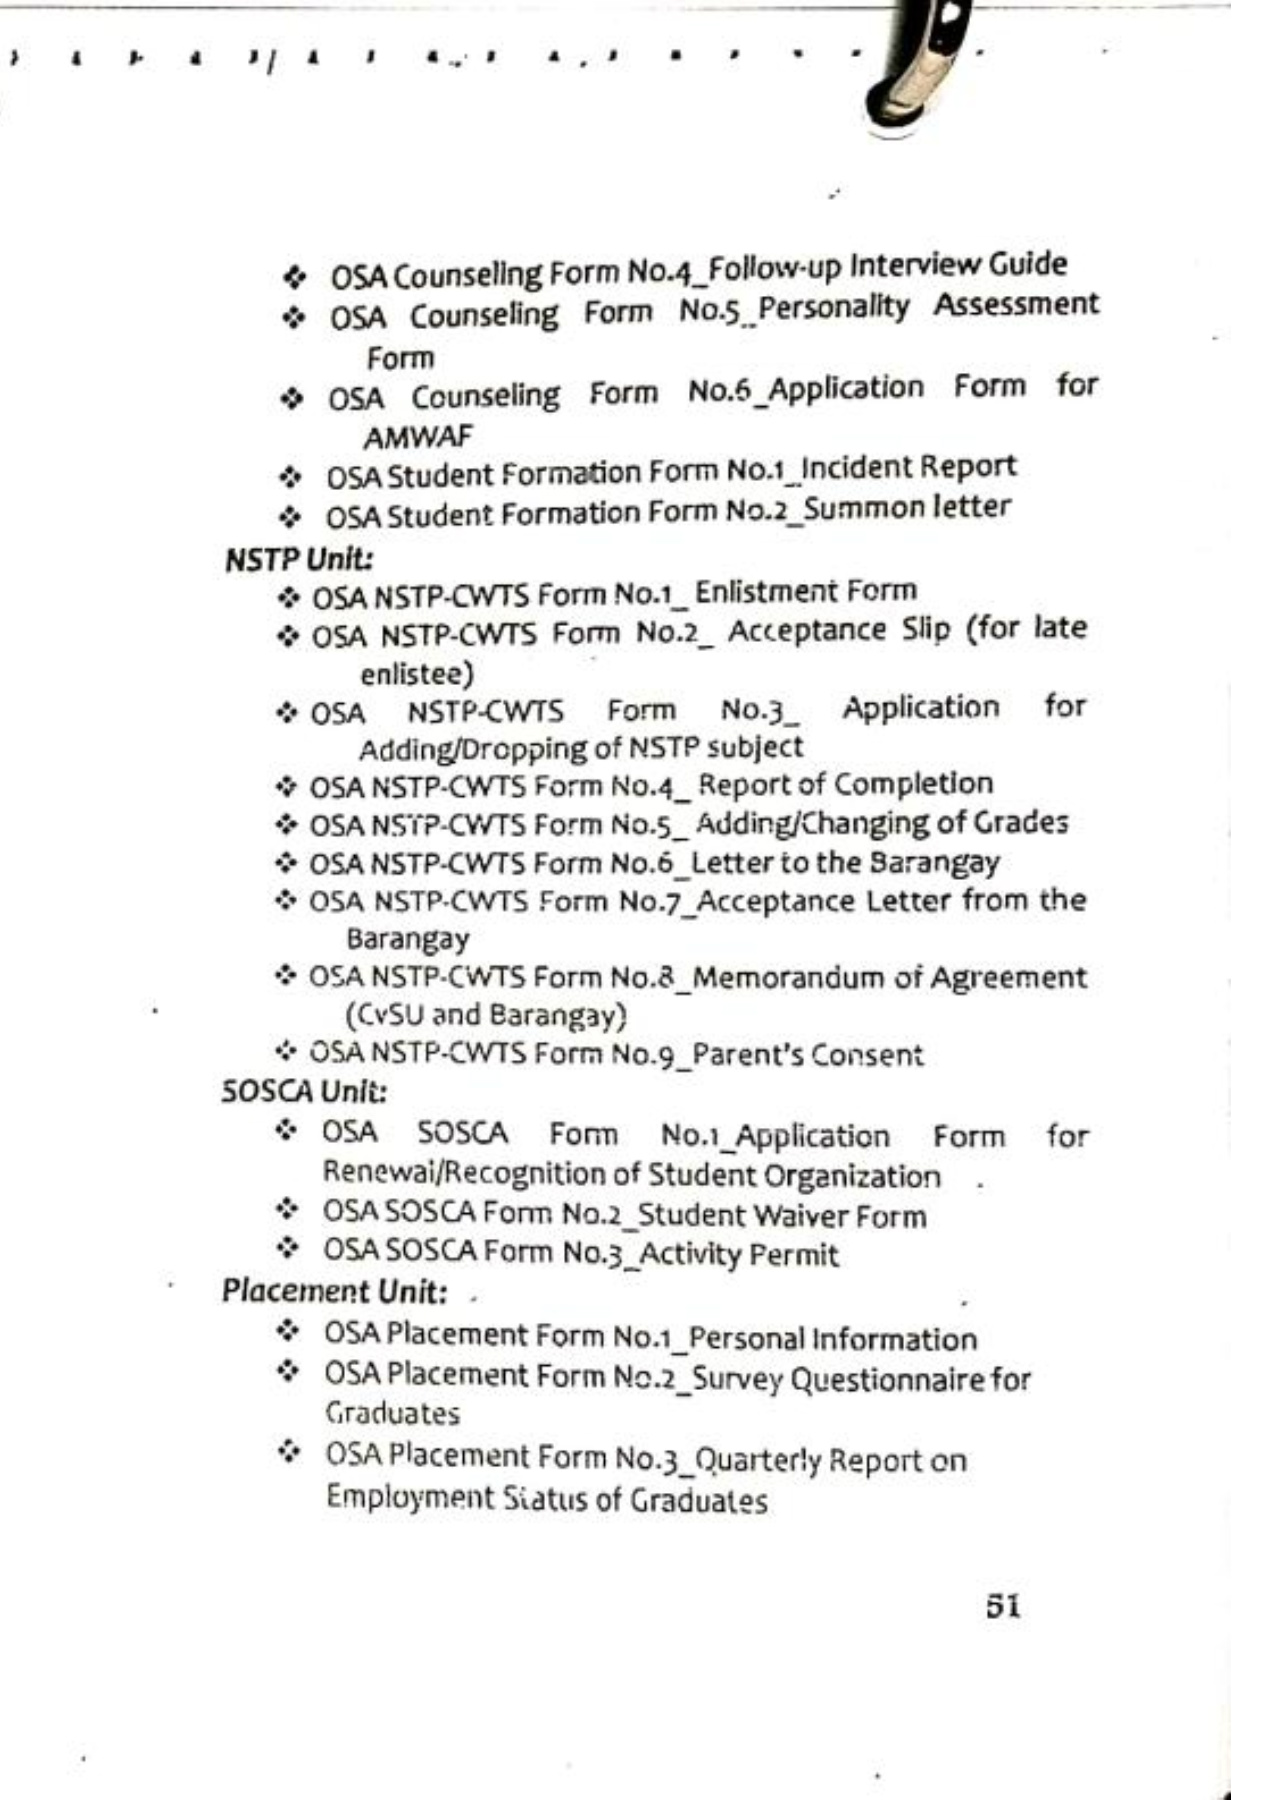 ❖ OSA Counseling Form No.4_Follow-up Interview Guide
❖ OSA Counseling Form No.5_Personality Assessment
Form
❖ OSA Counseling Form No.6_Application Form for
AMWAF
❖ OSA Student Formation Form No.1_Incident Report
❖ OSA Student Formation Form No.2_Summon letter
NSTP Unit:
❖ OSA NSTP-CWTS Form No.1_ Enlistment Form
❖ OSA NSTP-CWTS Form No.2_ Acceptance Slip (for late
enlistee)
❖ OSA NSTP-CWTS Form No.3_ Application for
Adding/Dropping of NSTP subject
❖ OSA NSTP-CWTS Form No.4_ Report of Completion
❖ OSA NSTP-CWTS Form No.5_ Adding/Changing of Grades
❖ OSA NSTP-CWTS Form No.6_Letter to the Barangay
❖ OSA NSTP-CWTS Form No.7_Acceptance Letter from the
Barangay
❖ OSA NSTP-CWTS Form No.8_Memorandum of Agreement
(CvSU and Barangay)
❖ OSA NSTP-CWTS Form No.9_Parent's Consent
SOSCA Unit:
❖ OSA SOSCA Form No.1_Application Form for
Renewal/Recognition of Student Organization
❖ OSA SOSCA Form No.2_Student Waiver Form
❖ OSA SOSCA Form No.3_Activity Permit
Placement Unit:
❖ OSA Placement Form No.1_Personal Information
❖ OSA Placement Form No.2_Survey Questionnaire for
Graduates
❖ OSA Placement Form No.3_Quarterly Report on
Employment Status of Graduates
51